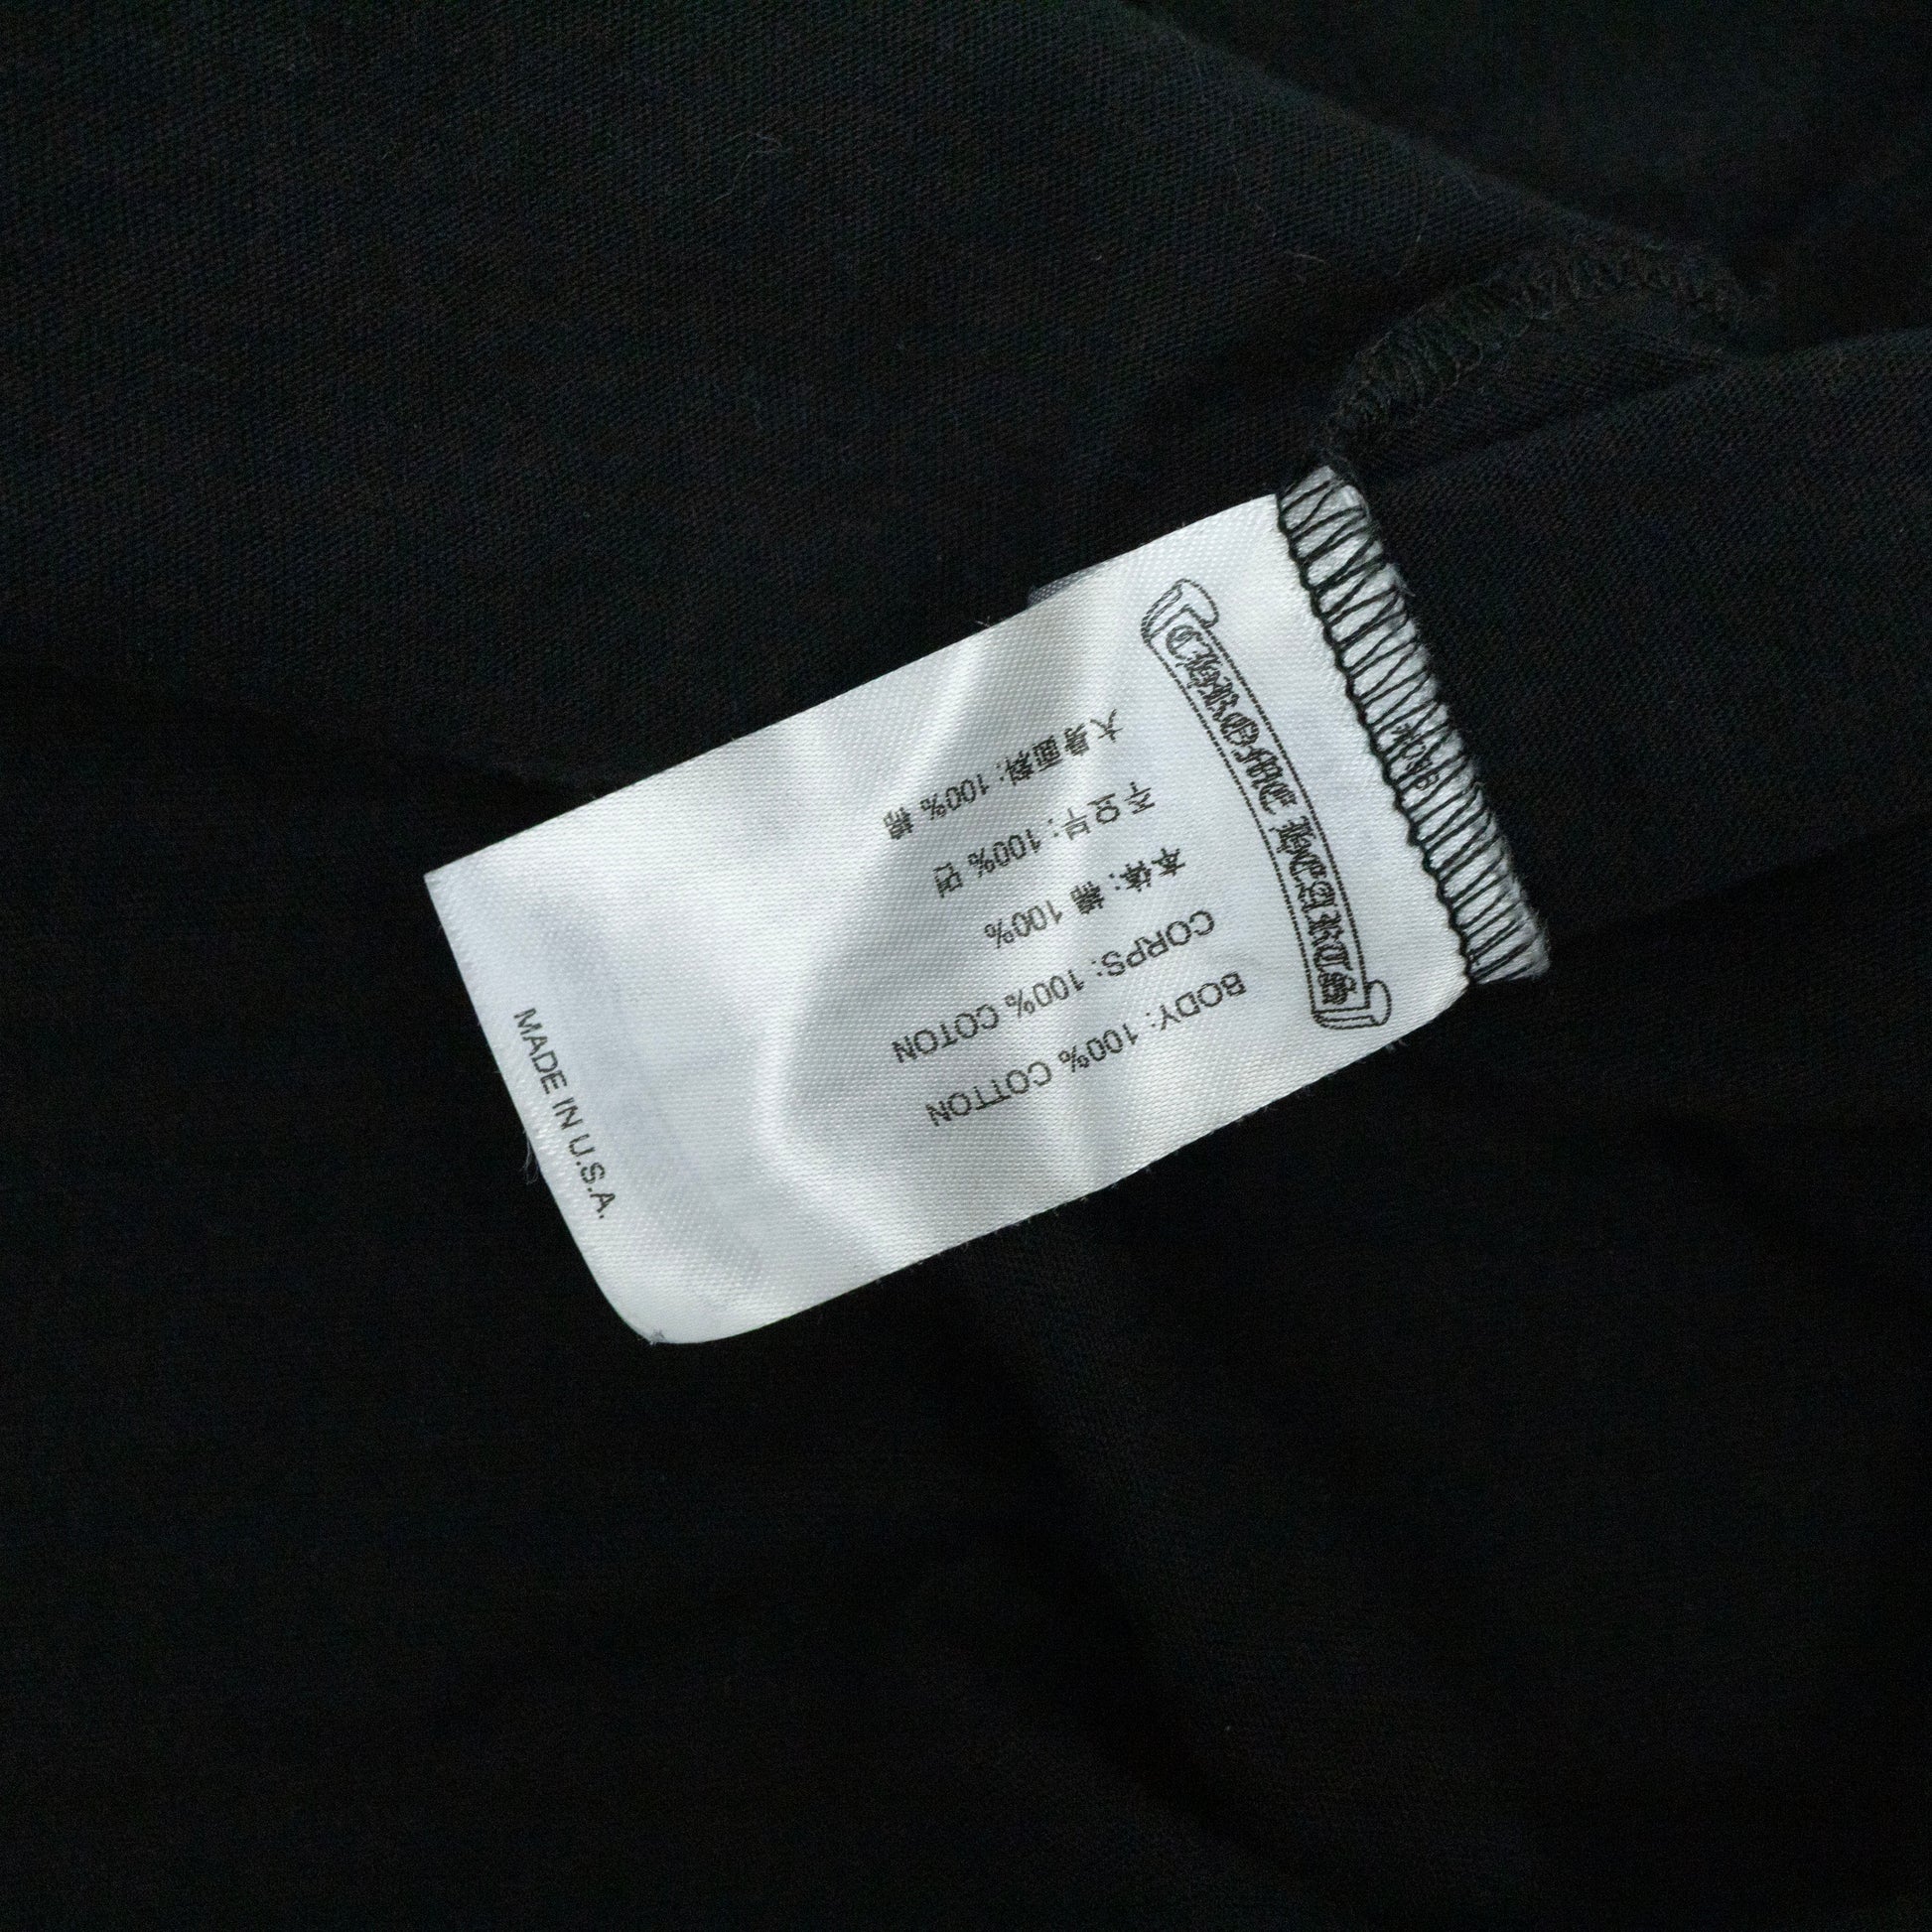 CHROME HEARTS
BODY: 100% COTTON
CORPS: 100% COTON
本体: 綿 100%
주요부: 100% 면
大身面料: 100% 棉
MADE IN U.S.A.